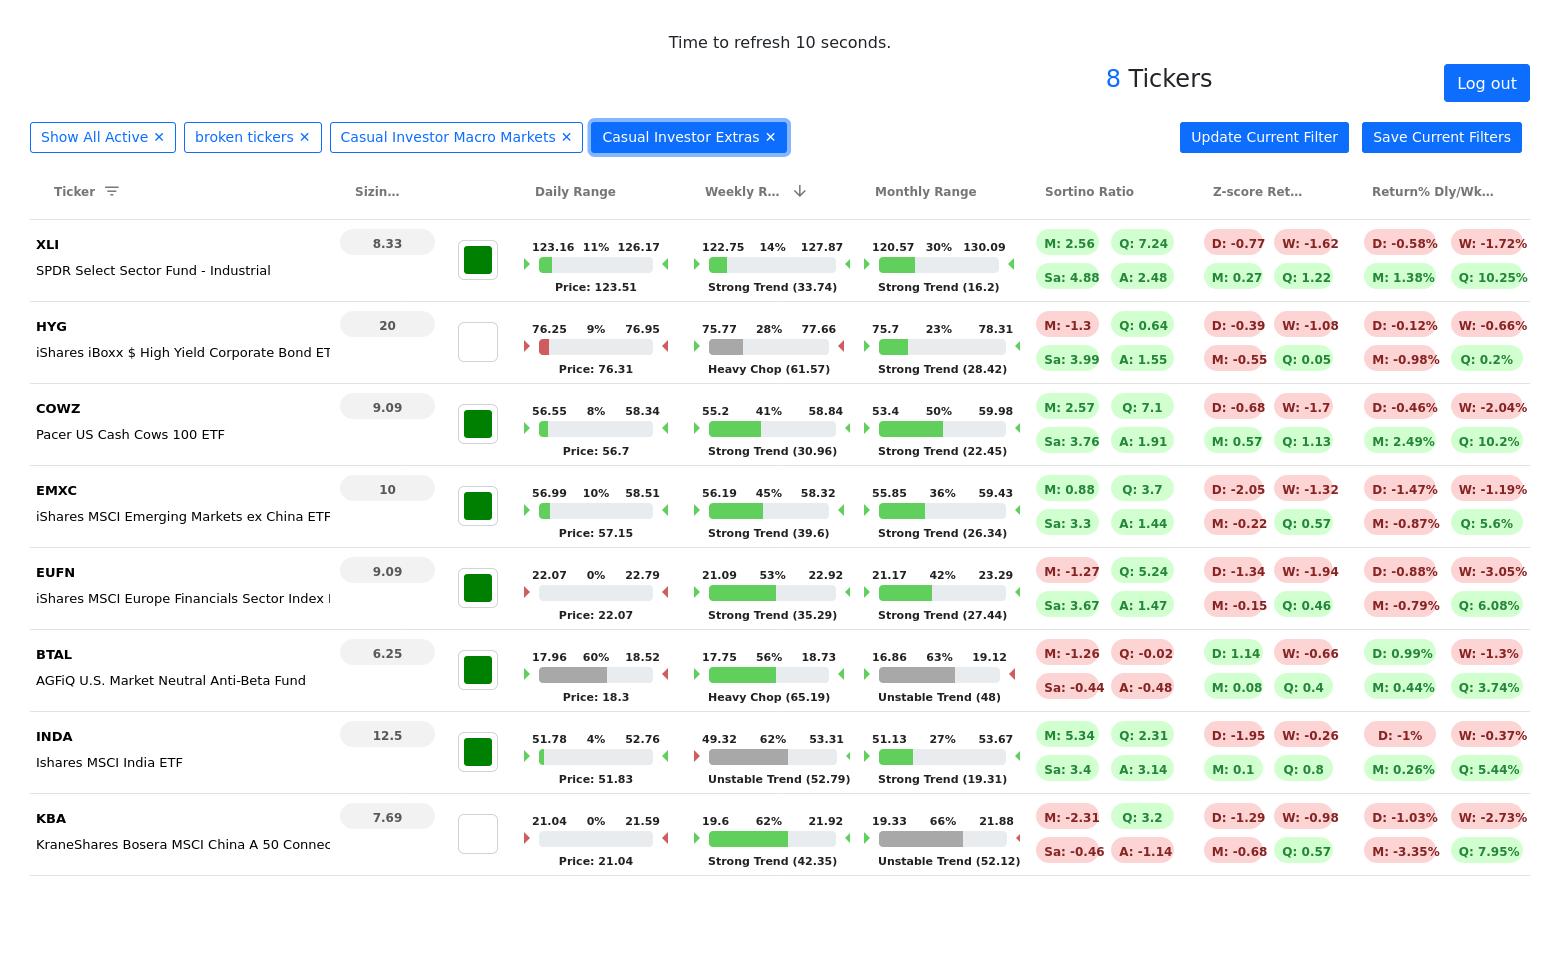 Time to refresh 10 seconds.
8 Tickers
Log out
Show All Active ✕ broken tickers ✕ Casual Investor Macro Markets ✕ Casual Investor Extras ✕ Update Current Filter Save Current Filters
Ticker Sizin... Daily Range Weekly R... Monthly Range Sortino Ratio Z-score Ret... Return% Dly/Wk...
XLI 8.33 123.16 11% 126.17 122.75 14% 127.87 120.57 30% 130.09 M: 2.56 Q: 7.24 D: -0.77 W: -1.62 D: -0.58% W: -1.72%
SPDR Select Sector Fund - Industrial Price: 123.51 Strong Trend (33.74) Strong Trend (16.2) Sa: 4.88 A: 2.48 M: 0.27 Q: 1.22 M: 1.38% Q: 10.25%
HYG 20 76.25 9% 76.95 75.77 28% 77.66 75.7 23% 78.31 M: -1.3 Q: 0.64 D: -0.39 W: -1.08 D: -0.12% W: -0.66%
iShares iBoxx $ High Yield Corporate Bond ET Price: 76.31 Heavy Chop (61.57) Strong Trend (28.42) Sa: 3.99 A: 1.55 M: -0.55 Q: 0.05 M: -0.98% Q: 0.2%
COWZ 9.09 56.55 8% 58.34 55.2 41% 58.84 53.4 50% 59.98 M: 2.57 Q: 7.1 D: -0.68 W: -1.7 D: -0.46% W: -2.04%
Pacer US Cash Cows 100 ETF Price: 56.7 Strong Trend (30.96) Strong Trend (22.45) Sa: 3.76 A: 1.91 M: 0.57 Q: 1.13 M: 2.49% Q: 10.2%
EMXC 10 56.99 10% 58.51 56.19 45% 58.32 55.85 36% 59.43 M: 0.88 Q: 3.7 D: -2.05 W: -1.32 D: -1.47% W: -1.19%
iShares MSCI Emerging Markets ex China ETF Price: 57.15 Strong Trend (39.6) Strong Trend (26.34) Sa: 3.3 A: 1.44 M: -0.22 Q: 0.57 M: -0.87% Q: 5.6%
EUFN 9.09 22.07 0% 22.79 21.09 53% 22.92 21.17 42% 23.29 M: -1.27 Q: 5.24 D: -1.34 W: -1.94 D: -0.88% W: -3.05%
iShares MSCI Europe Financials Sector Index Price: 22.07 Strong Trend (35.29) Strong Trend (27.44) Sa: 3.67 A: 1.47 M: -0.15 Q: 0.46 M: -0.79% Q: 6.08%
BTAL 6.25 17.96 60% 18.52 17.75 56% 18.73 16.86 63% 19.12 M: -1.26 Q: -0.02 D: 1.14 W: -0.66 D: 0.99% W: -1.3%
AGFiQ U.S. Market Neutral Anti-Beta Fund Price: 18.3 Heavy Chop (65.19) Unstable Trend (48) Sa: -0.44 A: -0.48 M: 0.08 Q: 0.4 M: 0.44% Q: 3.74%
INDA 12.5 51.78 4% 52.76 49.32 62% 53.31 51.13 27% 53.67 M: 5.34 Q: 2.31 D: -1.95 W: -0.26 D: -1% W: -0.37%
Ishares MSCI India ETF Price: 51.83 Unstable Trend (52.79) Strong Trend (19.31) Sa: 3.4 A: 3.14 M: 0.1 Q: 0.8 M: 0.26% Q: 5.44%
KBA 7.69 21.04 0% 21.59 19.6 62% 21.92 19.33 66% 21.88 M: -2.31 Q: 3.2 D: -1.29 W: -0.98 D: -1.03% W: -2.73%
KraneShares Bosera MSCI China A 50 Connec Price: 21.04 Strong Trend (42.35) Unstable Trend (52.12) Sa: -0.46 A: -1.14 M: -0.68 Q: 0.57 M: -3.35% Q: 7.95%